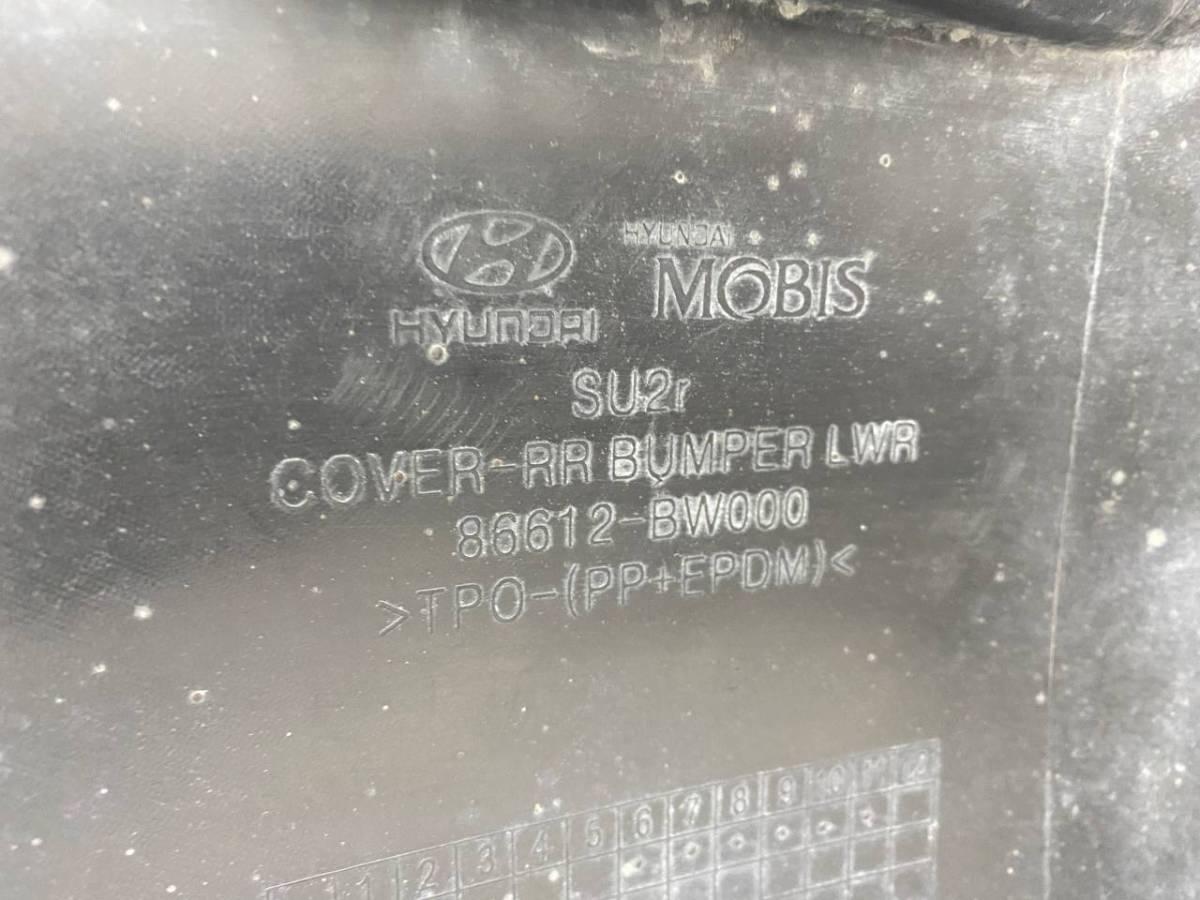 HYUNDAI
HYUNDAI
MOBIS
SU2r
COVER-RR BUMPER LWR
86612-BW000
>TPO-(PP+EPDM)<
1 2 3 4 5 6 7 8 9 10 11 12